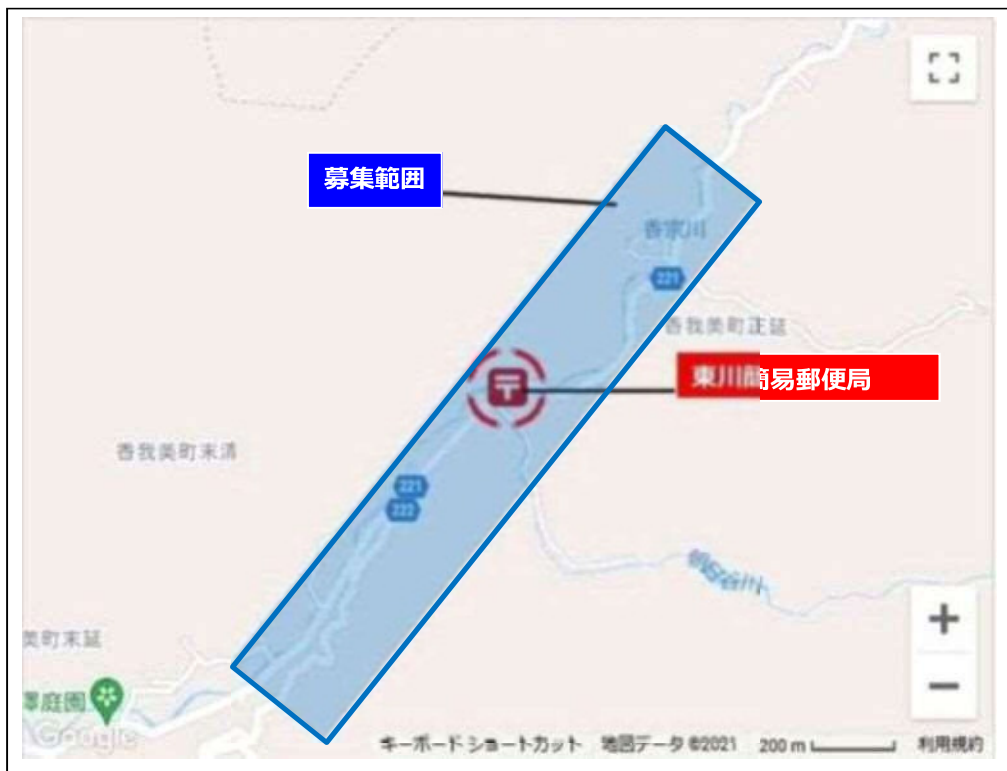 募集範囲
香宗川
221
香我美町正延
東川簡易郵便局
香我美町末清
221
222
美町末延
澤庭園
Google
キーボード ショートカット 地図データ ©2021 200 m 利用規約